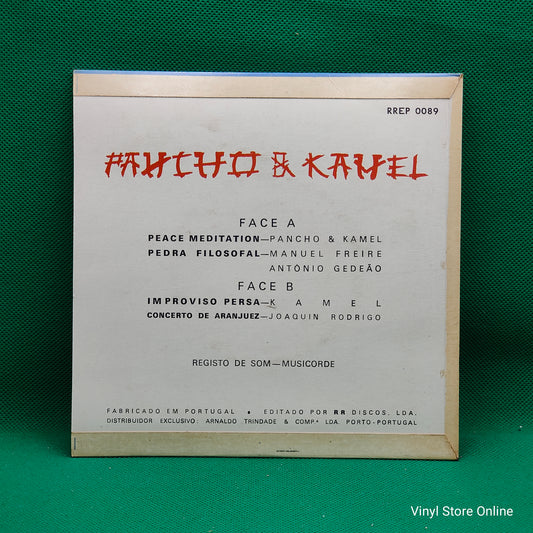 RREP 0089
PANCHO & KAMEL
FACE A
PEACE MEDITATION—PANCHO & KAMEL
PEDRA FILOSOFAL—MANUEL FREIRE
ANTÓNIO GEDEÃO
FACE B
IMPROVISO PERSA—KAMEL
CONCERTO DE ARANJUEZ—JOAQUIN RODRIGO
REGISTO DE SOM—MUSICORDE
FABRICADO EM PORTUGAL • EDITADO POR RR DISCOS, LDA.
DISTRIBUIDOR EXCLUSIVO: ARNALDO TRINDADE & COMP.ª LDA. PORTO-PORTUGAL
Vinyl Store Online